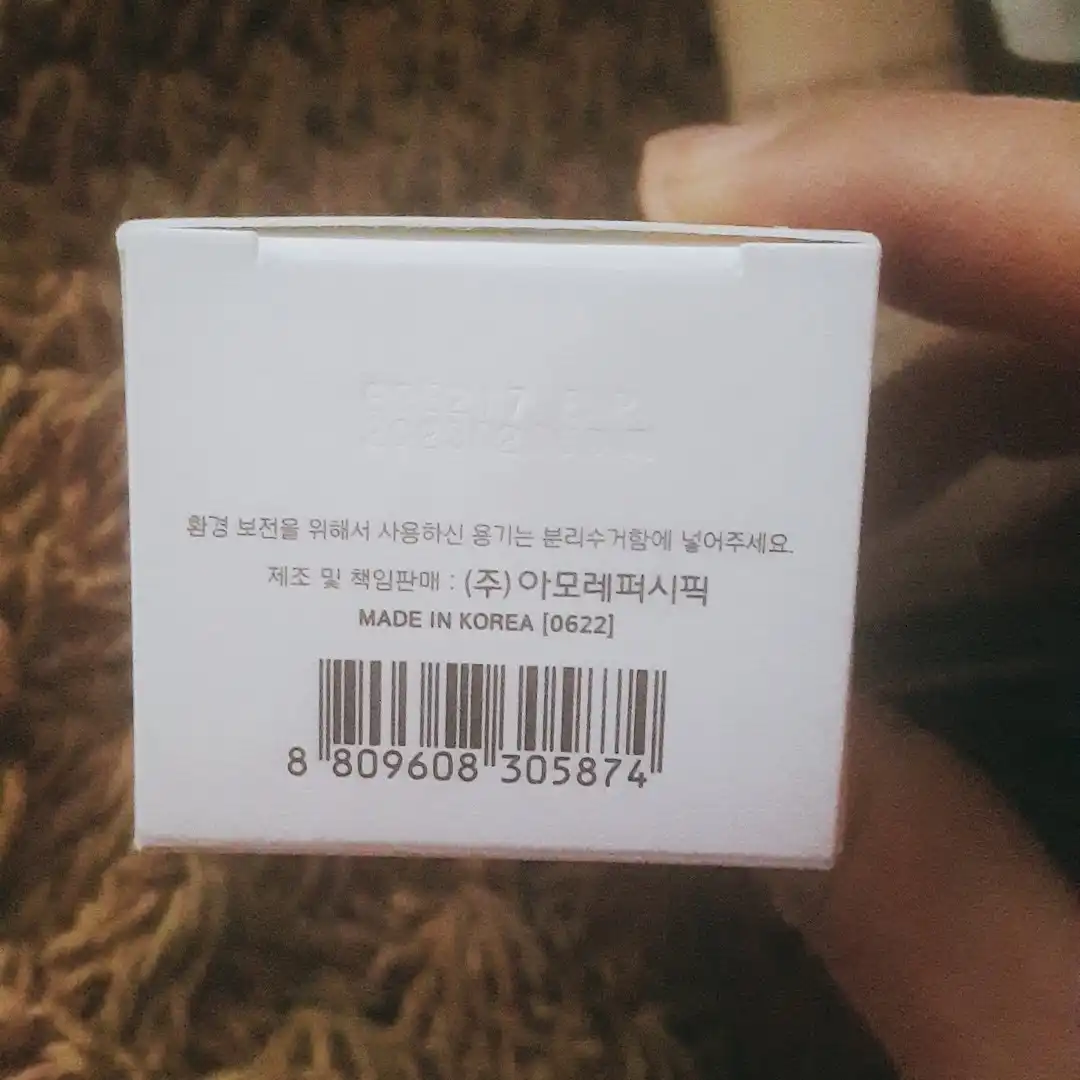 환경 보전을 위해서 사용하신 용기는 분리수거함에 넣어주세요.
제조 및 책임판매 : (주)아모레퍼시픽
MADE IN KOREA [0622]
8 809608 305874